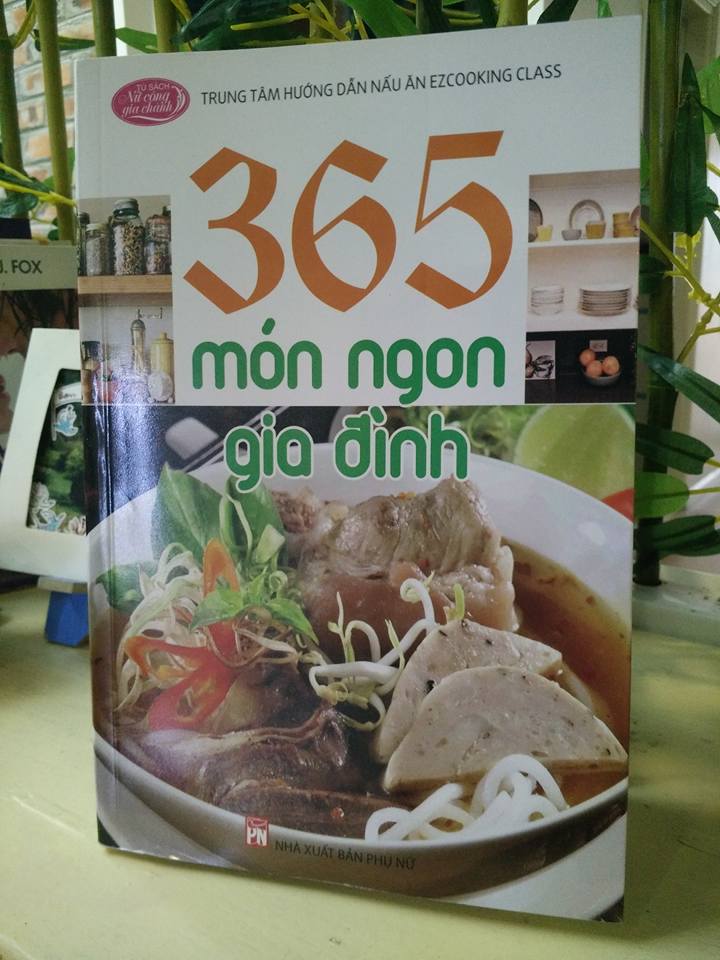 TỦ SÁCH
Nữ công
gia chánh
TRUNG TÂM HƯỚNG DẪN NẤU ĂN EZCOOKING CLASS
365
món ngon
gia đình
J. FOX
PN
NHÀ XUẤT BẢN PHỤ NỮ